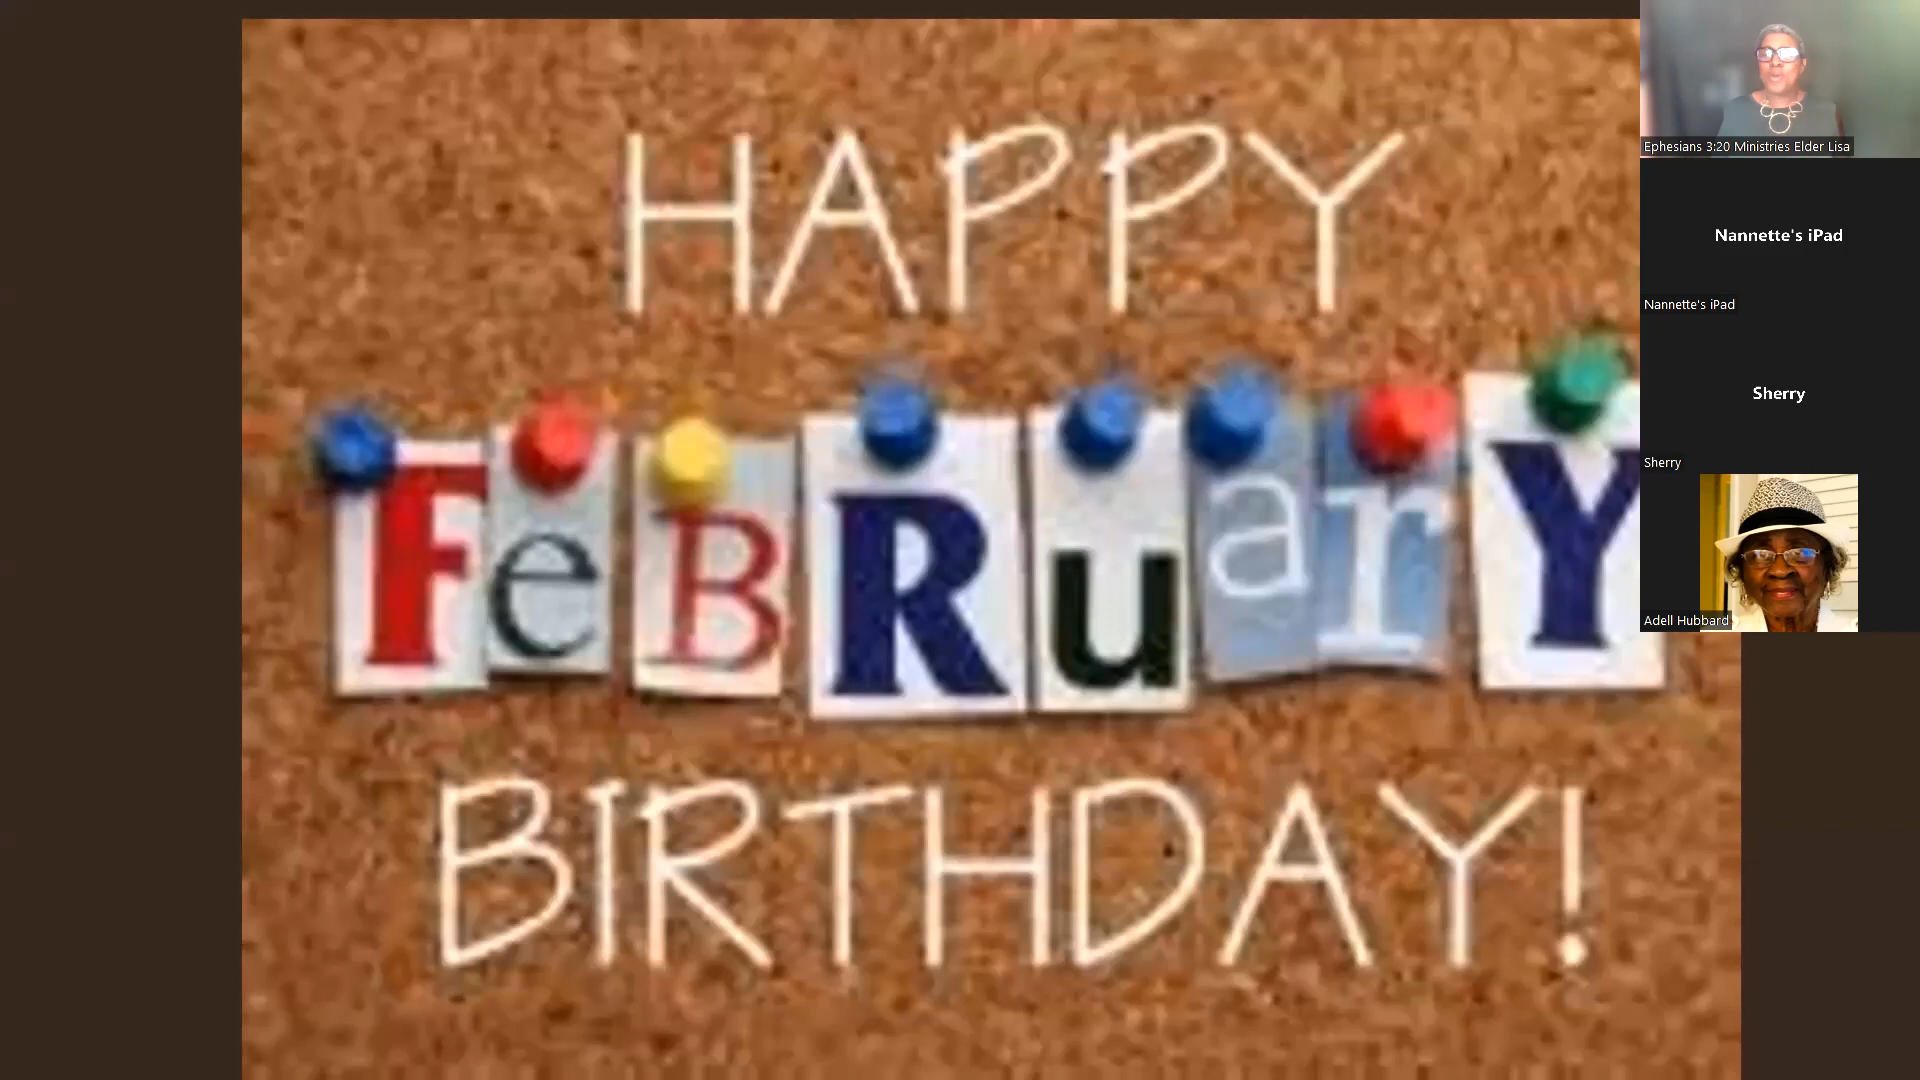 HAPPY
FeBRuarY
BIRTHDAY!
Ephesians 3:20 Ministries Elder Lisa
Nannette's iPad
Nannette's iPad
Sherry
Sherry
Adell Hubbard